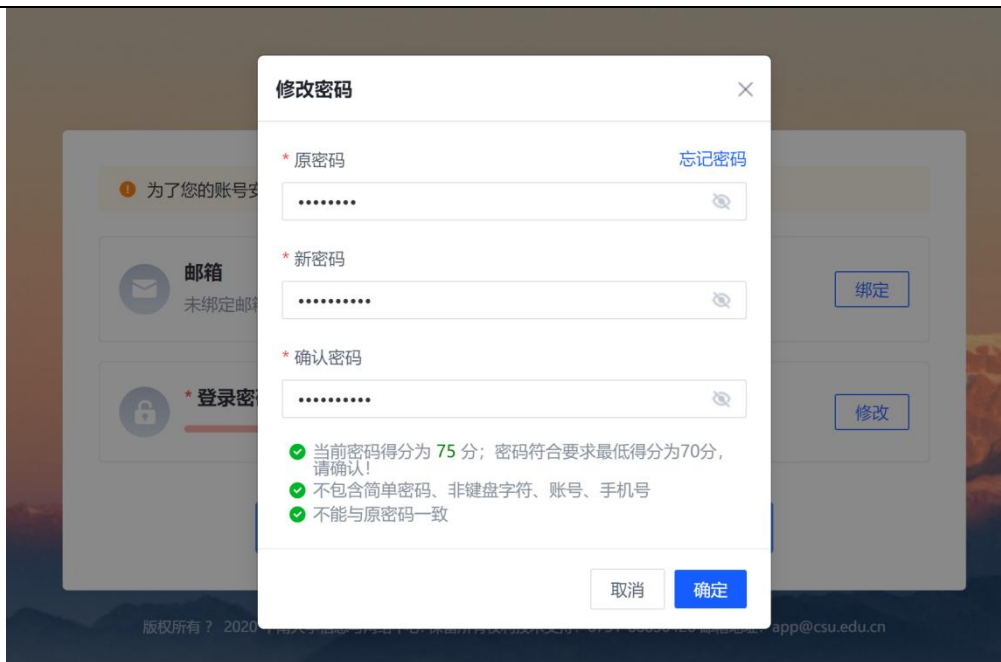 修改密码
* 原密码
忘记密码
••••••••
* 新密码
••••••••••
* 确认密码
••••••••••
当前密码得分为 75 分；密码符合要求最低得分为70分，
请确认！
不包含简单密码、非键盘字符、账号、手机号
不能与原密码一致
取消
确定
为了您的账号安
邮箱
未绑定邮箱
绑定
* 登录密
修改
版权所有 ? 2020
app@csu.edu.cn